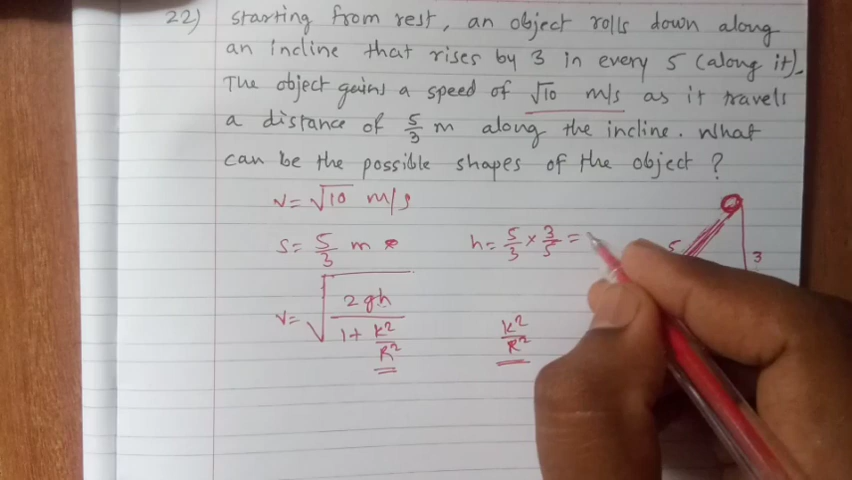 22) Starting from rest, an object rolls down along
an incline that rises by 3 in every 5 (along it).
The object gains a speed of √10 m/s as it travels
a distance of 5/3 m along the incline. What
can be the possible shapes of the object ?
v = √10 m/s
s = 5/3 m
h = 5/3 × 3/5 =
5
3
v = √(2gh / (1 + K²/R²))
K²/R²